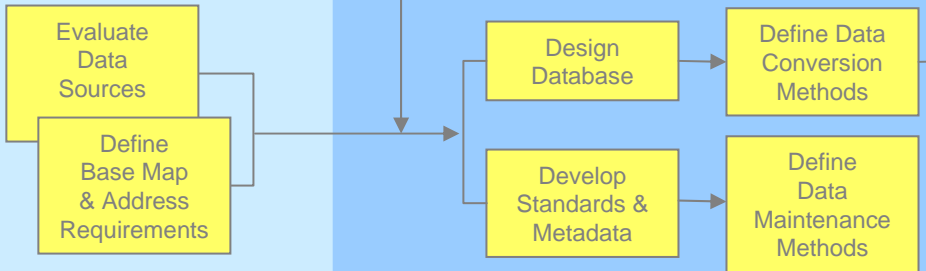 Evaluate
Data
Sources
Define
Base Map
& Address
Requirements
Design
Database
Define Data
Conversion
Methods
Develop
Standards &
Metadata
Define
Data
Maintenance
Methods